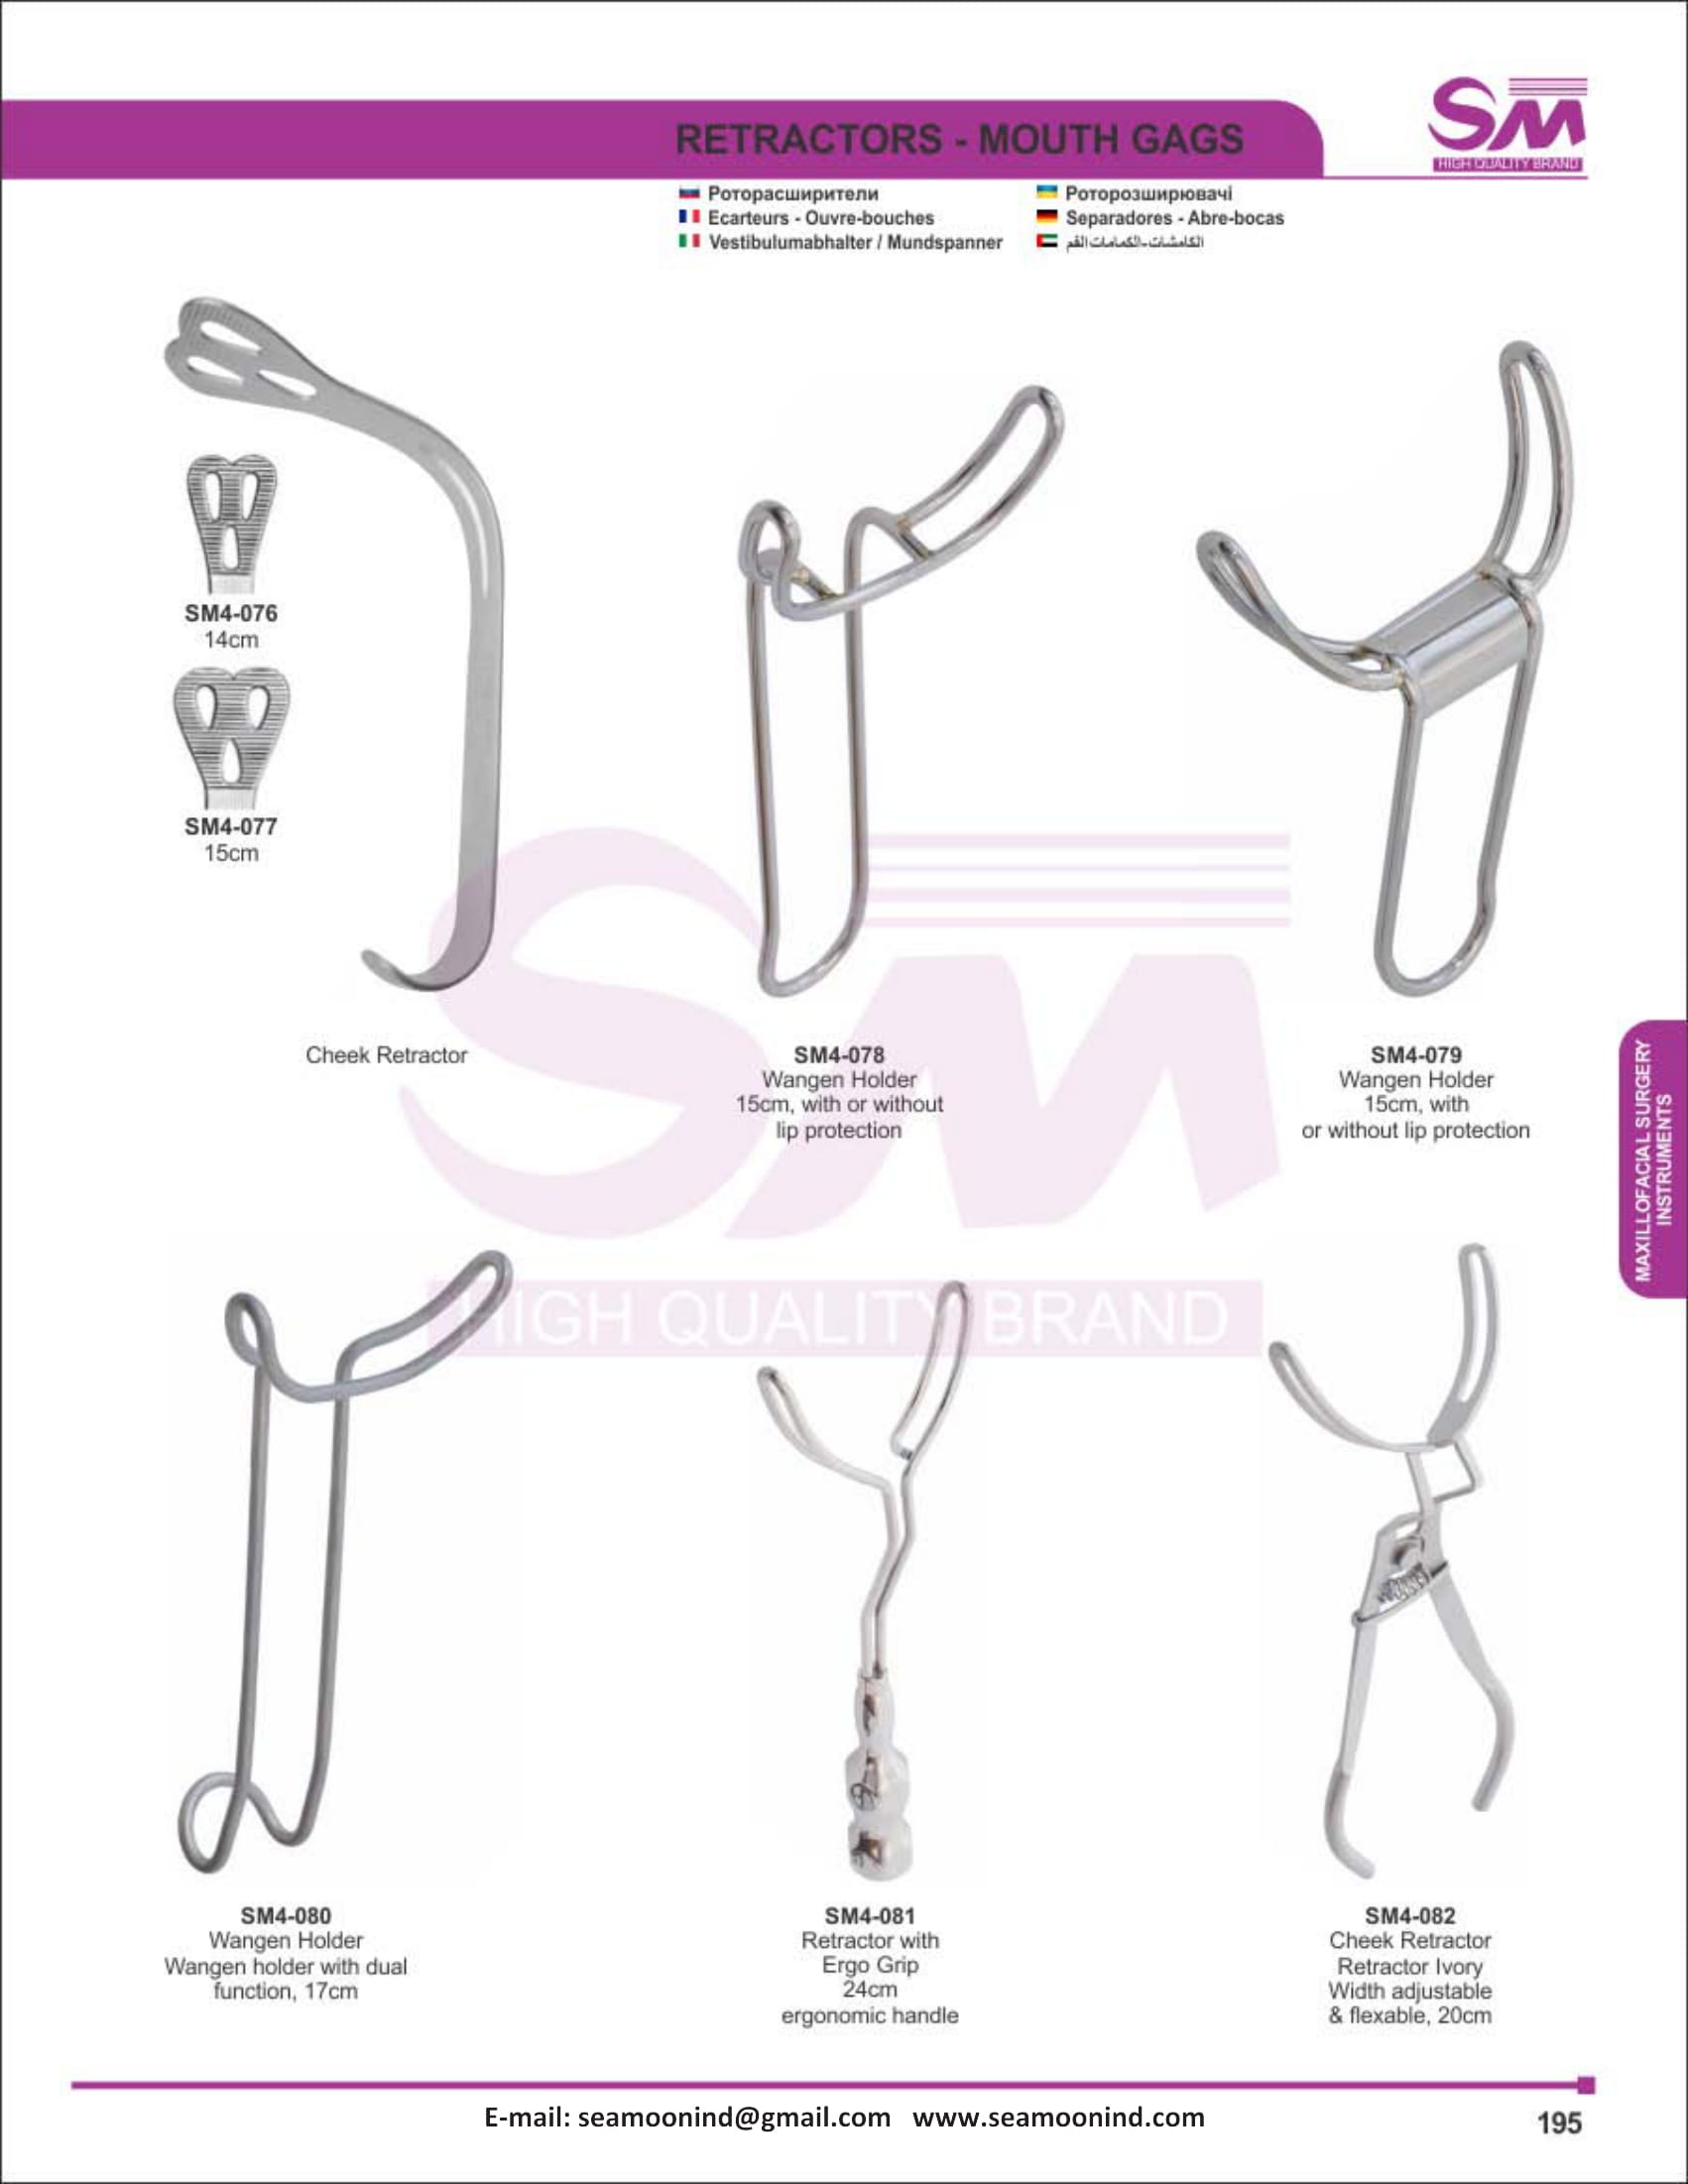 RETRACTORS - MOUTH GAGS
SM
HIGH QUALITY BRAND
Роторасширители
Ecarteurs - Ouvre-bouches
Vestibulumabhalter / Mundspanner
Роторозширювачі
Separadores - Abre-bocas
الكامشات-الكمامات القم
SM4-076
14cm
SM4-077
15cm
Cheek Retractor
SM4-078
Wangen Holder
15cm, with or without
lip protection
SM4-079
Wangen Holder
15cm, with
or without lip protection
MAXILLOFACIAL SURGERY
INSTRUMENTS
SM
HIGH QUALITY BRAND
SM4-080
Wangen Holder
Wangen holder with dual
function, 17cm
SM4-081
Retractor with
Ergo Grip
24cm
ergonomic handle
SM4-082
Cheek Retractor
Retractor Ivory
Width adjustable
& flexable, 20cm
E-mail: seamoonind@gmail.com www.seamoonind.com
195